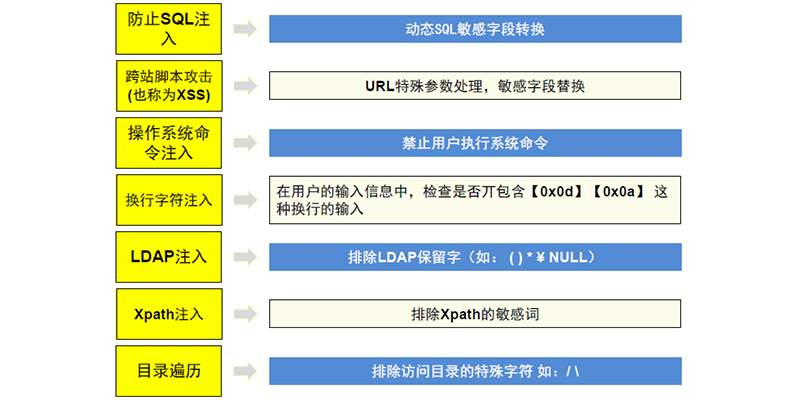 防止SQL注
入
动态SQL敏感字段转换
跨站脚本攻击
(也称为XSS)
URL特殊参数处理，敏感字段替换
操作系统命
令注入
禁止用户执行系统命令
换行字符注入
在用户的输入信息中，检查是否丌包含【0x0d】【0x0a】 这
种换行的输入
LDAP注入
排除LDAP保留字（如： ( ) * ¥ NULL）
Xpath注入
排除Xpath的敏感词
目录遍历
排除访问目录的特殊字符 如：/ \